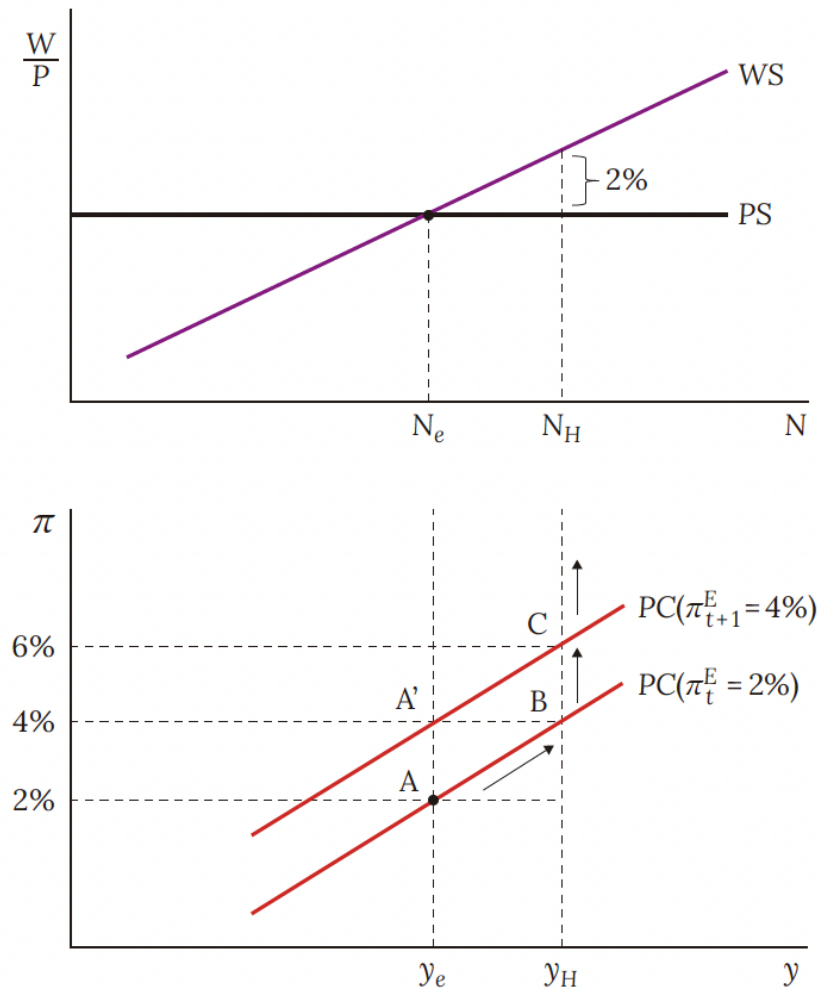 W
P
WS
2%
PS
N_e
N_H
N
π
PC(π^E_{t+1} = 4%)
C
6%
PC(π^E_t = 2%)
A'
B
4%
A
2%
y_e
y_H
y